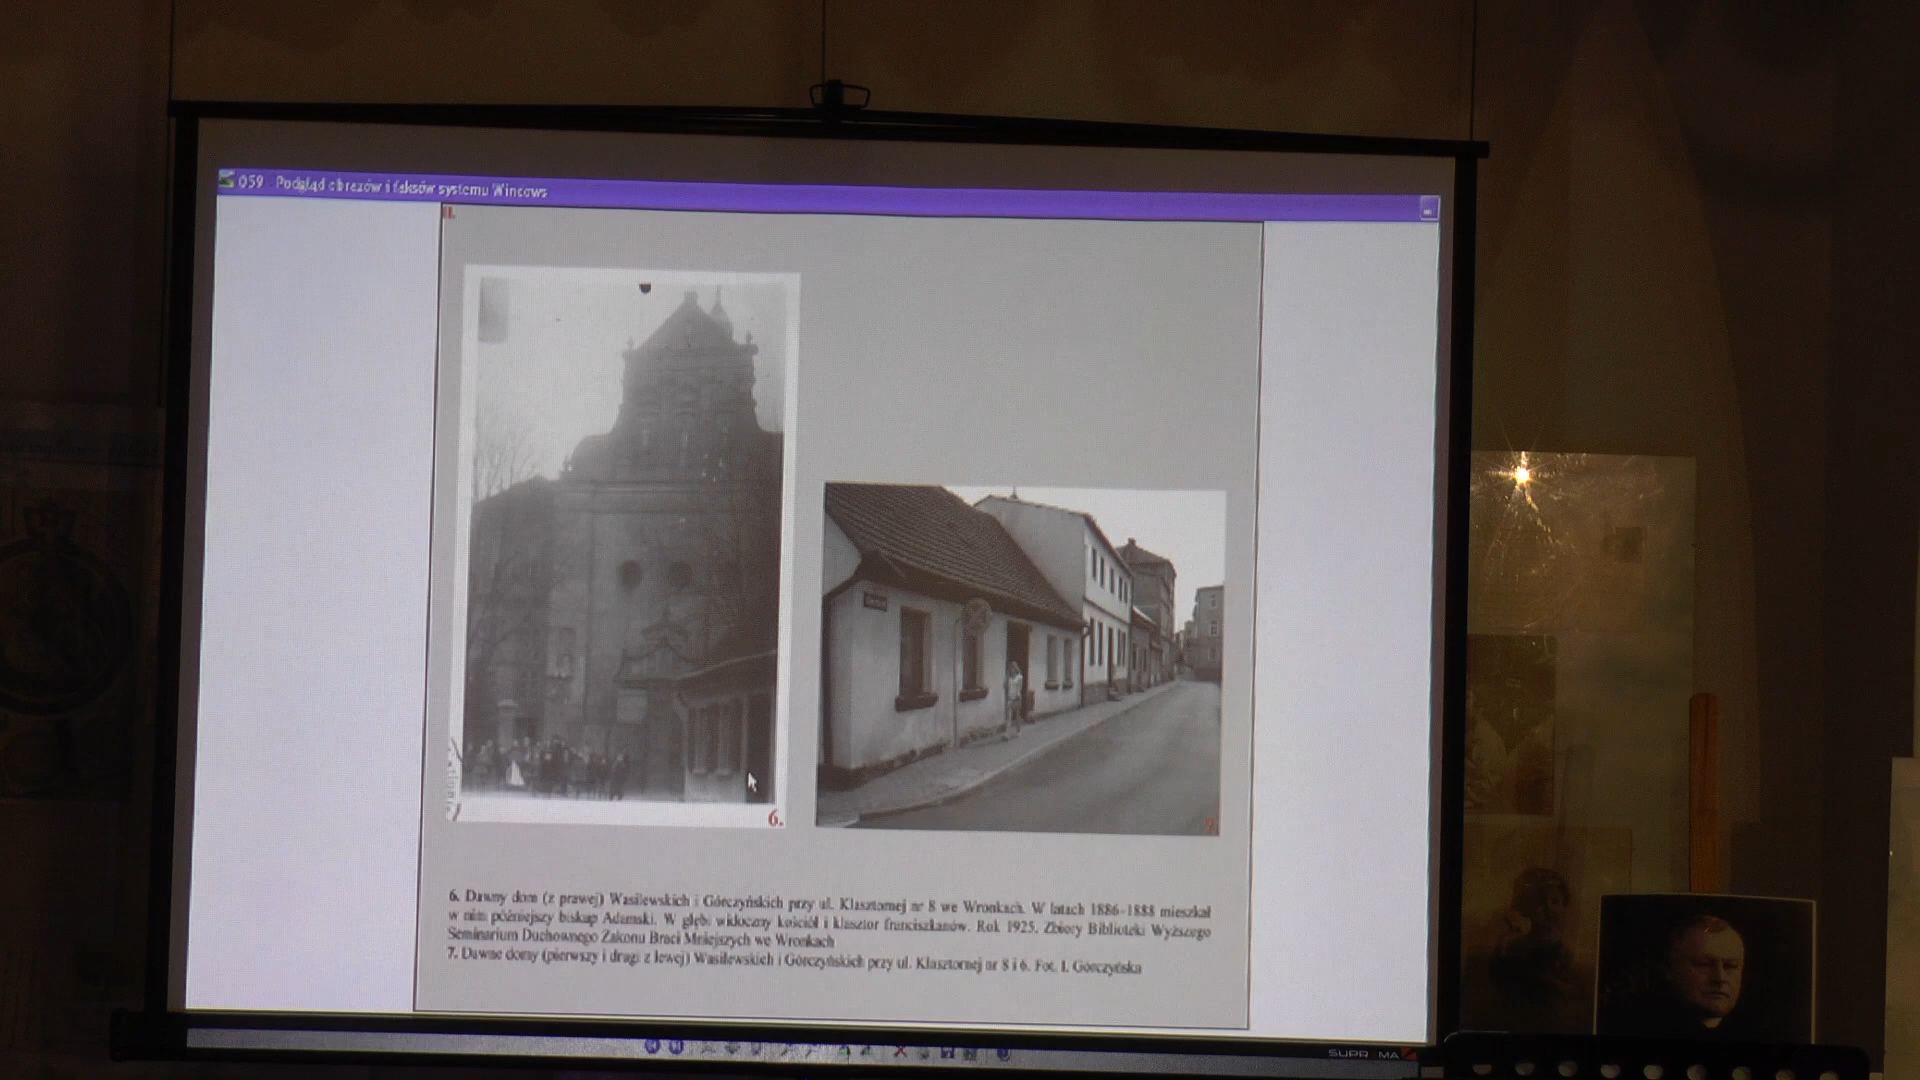 059 - Podgląd obrazów i faksów systemu Windows
II.
6.
7.
6. Dawny dom (z prawej) Wasilewskich i Górczyńskich przy ul. Klasztornej nr 8 we Wronkach. W latach 1886-1888 mieszkał
w nim późniejszy biskup Adamski. W głębi widoczny kościół i klasztor franciszkanów. Rok 1925. Zbiory Biblioteki Wyższego
Seminarium Duchownego Zakonu Braci Mniejszych we Wronkach
7. Dawne domy (pierwszy i drugi z lewej) Wasilewskich i Górczyńskich przy ul. Klasztornej nr 8 i 6. Fot. I. Górczyńska
SUPREMA